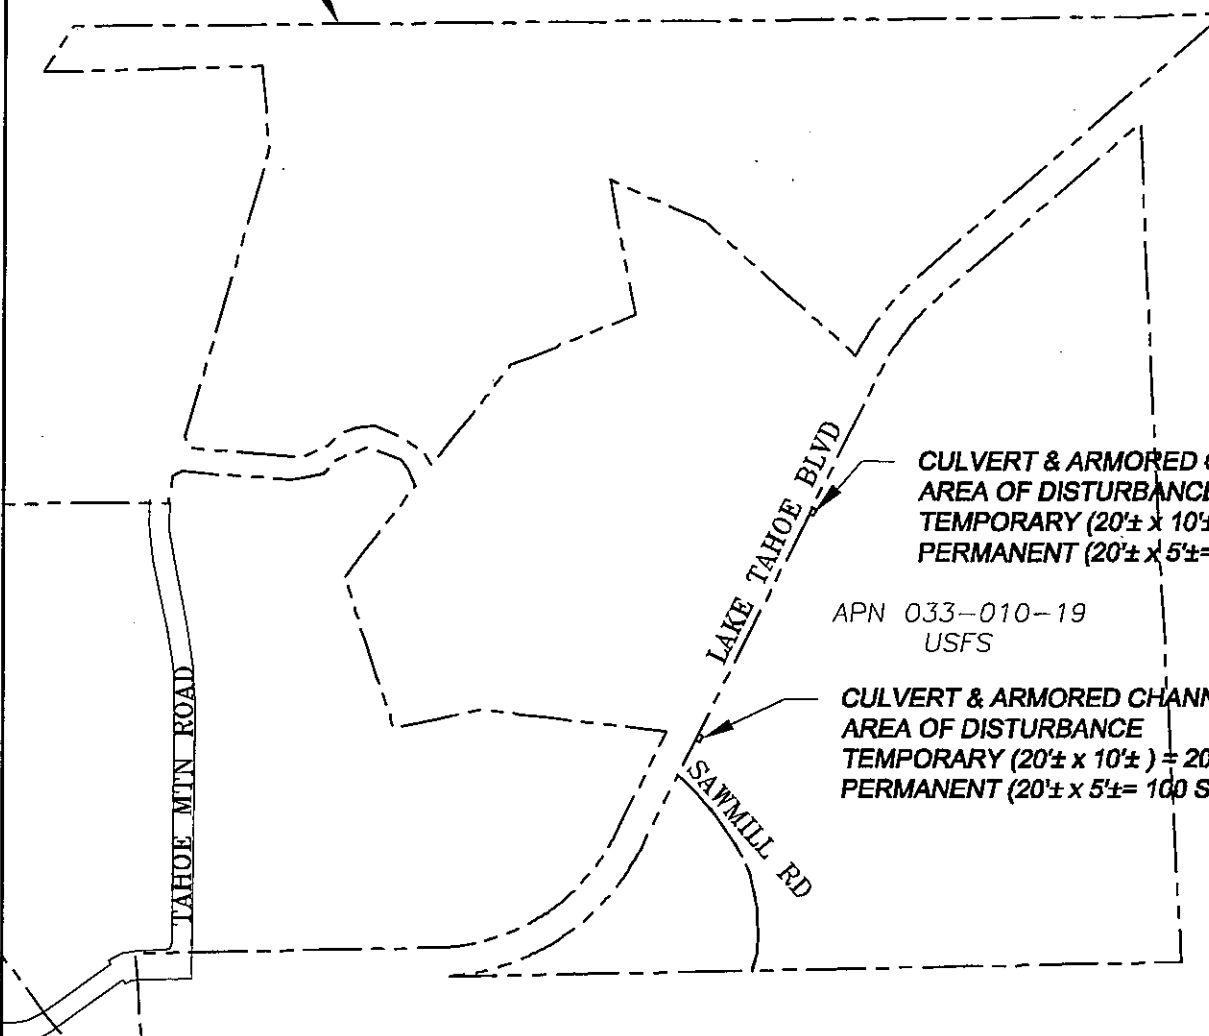 CULVERT & ARMORED
AREA OF DISTURBANCE
TEMPORARY (20'± x 10'±
PERMANENT (20'± x 5'±=
LAKE TAHOE BLVD
APN 033-010-19
USFS
CULVERT & ARMORED CHANN
AREA OF DISTURBANCE
TEMPORARY (20'± x 10'± ) = 20
PERMANENT (20'± x 5'±= 100 S
SAWMILL RD
TAHOE MTN ROAD